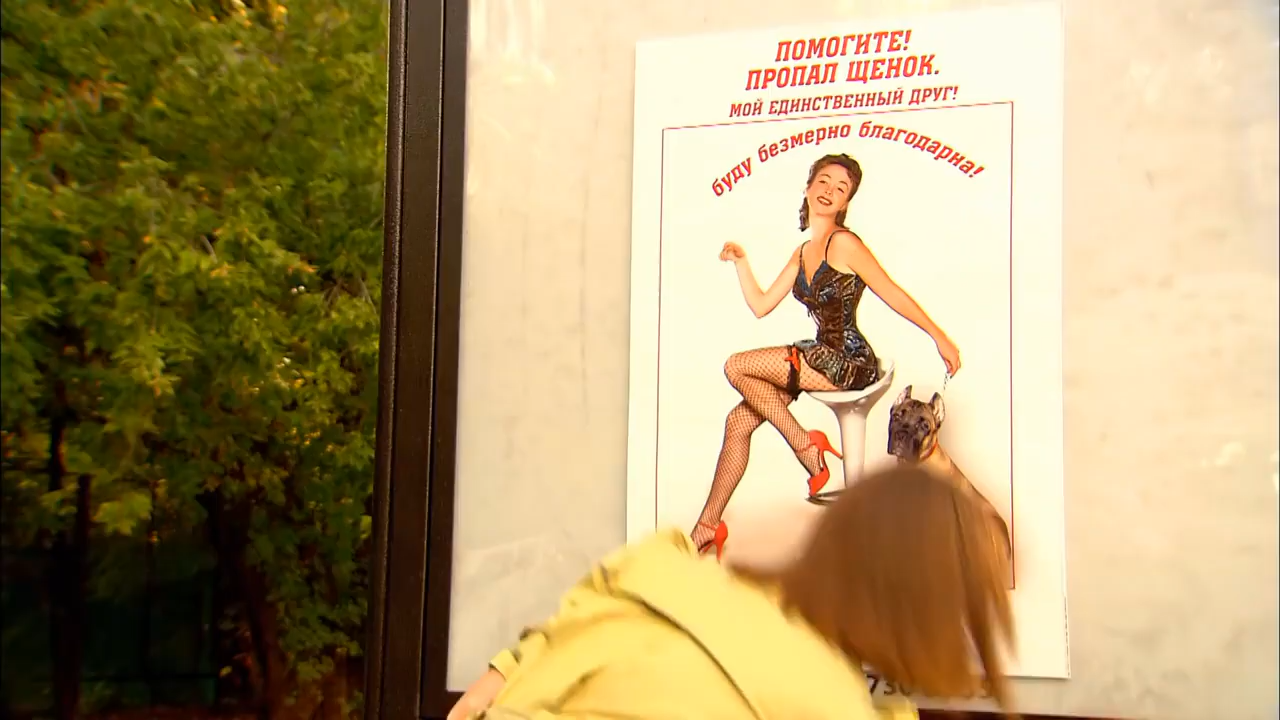 ПОМОГИТЕ!
ПРОПАЛ ЩЕНОК.
МОЙ ЕДИНСТВЕННЫЙ ДРУГ!
буду безмерно благодарна!